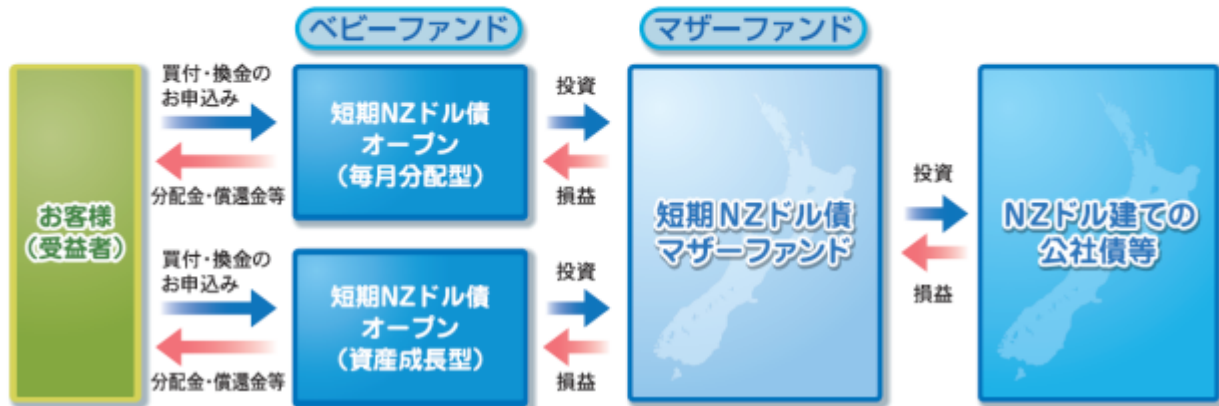 ベビーファンド
マザーファンド
お客様
(受益者)
買付・換金の
お申込み
分配金・償還金等
短期NZドル債
オープン
(毎月分配型)
投資
損益
買付・換金の
お申込み
分配金・償還金等
短期NZドル債
オープン
(資産成長型)
投資
損益
短期NZドル債
マザーファンド
投資
損益
NZドル建ての
公社債等